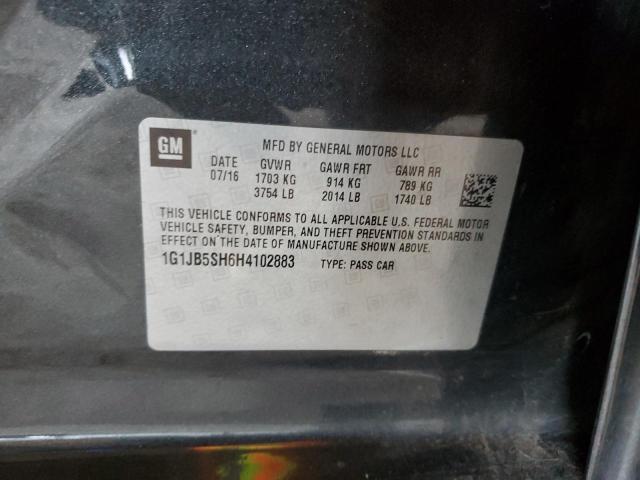 GM
MFD BY GENERAL MOTORS LLC
DATE GVWR GAWR FRT GAWR RR
07/16 1703 KG 914 KG 789 KG
3754 LB 2014 LB 1740 LB
THIS VEHICLE CONFORMS TO ALL APPLICABLE U.S. FEDERAL MOTOR
VEHICLE SAFETY, BUMPER, AND THEFT PREVENTION STANDARDS IN
EFFECT ON THE DATE OF MANUFACTURE SHOWN ABOVE.
1G1JB5SH6H4102883 TYPE: PASS CAR